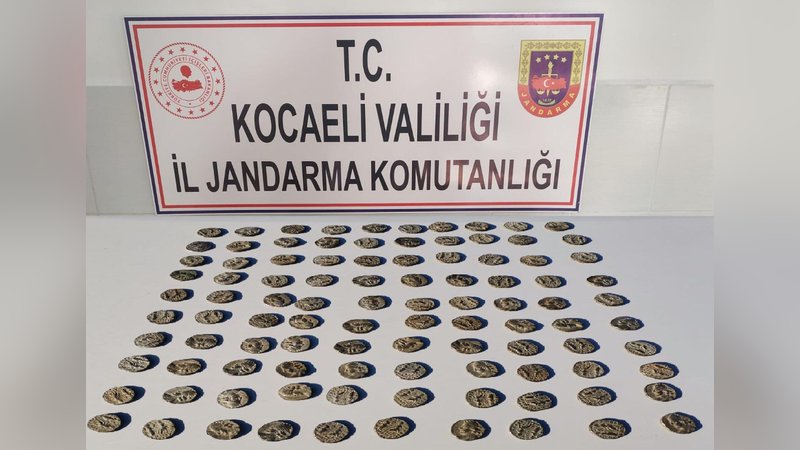 T.C.
KOCAELİ VALİLİĞİ
İL JANDARMA KOMUTANLIĞI
JANDARMA